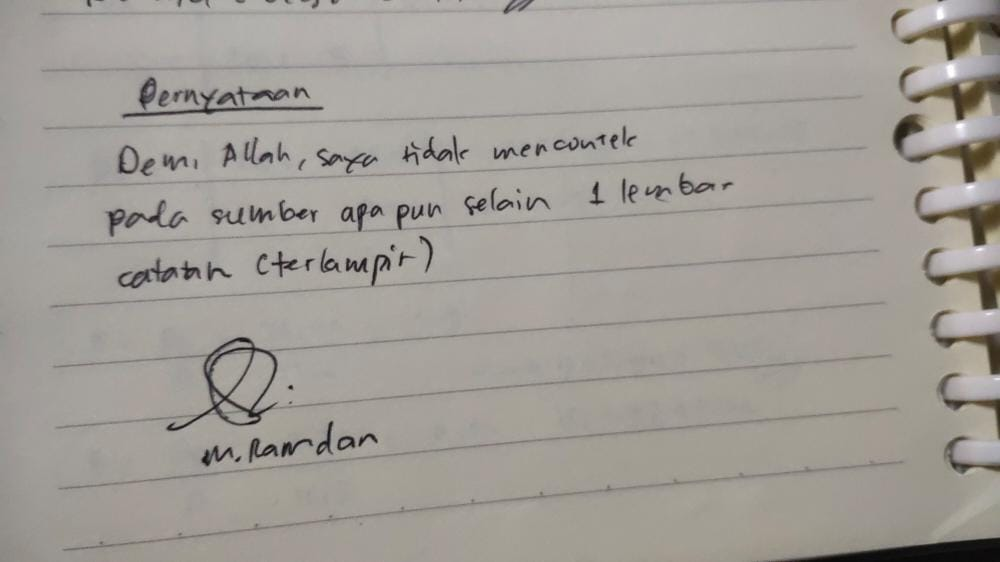 Pernyataan
Demi Allah, saya tidak mencontek
pada sumber apa pun selain 1 lembar
catatan (terlampir)
M. Ramdan